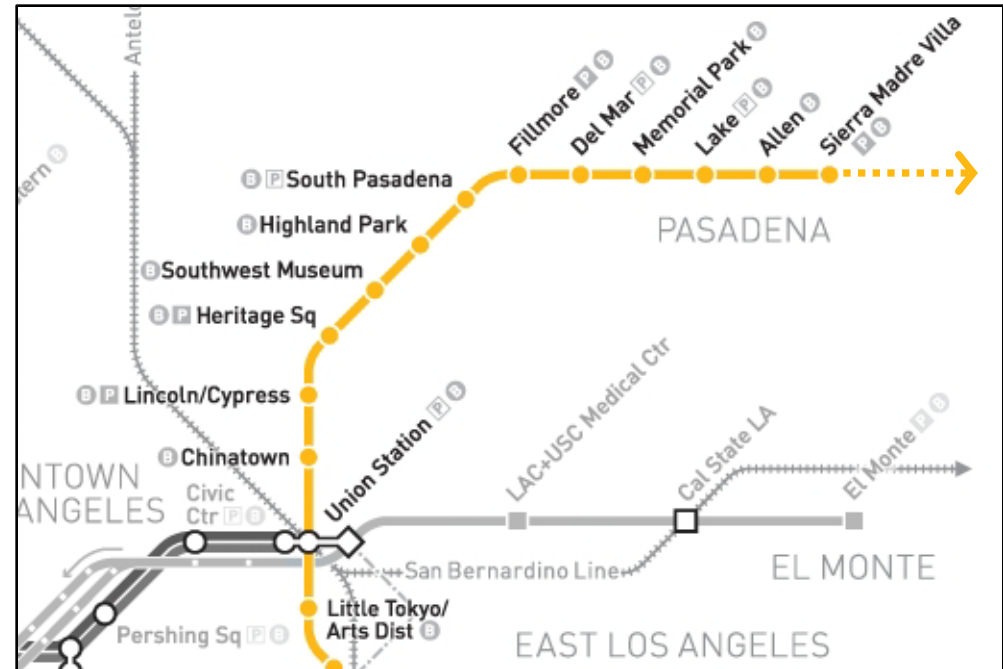 Antel
tern B
Fillmore P B
Del Mar P B
Memorial Park B
Lake P B
Allen B
Sierra Madre Villa
P B
B P South Pasadena
B Highland Park
PASADENA
B Southwest Museum
B P Heritage Sq
B P Lincoln/Cypress
B Chinatown
Union Station P B
LAC+USC Medical Ctr
Cal State LA
El Monte P B
NTOWN
ANGELES
Civic
Ctr P B
San Bernardino Line
EL MONTE
Little Tokyo/
Arts Dist B
Pershing Sq P B
EAST LOS ANGELES